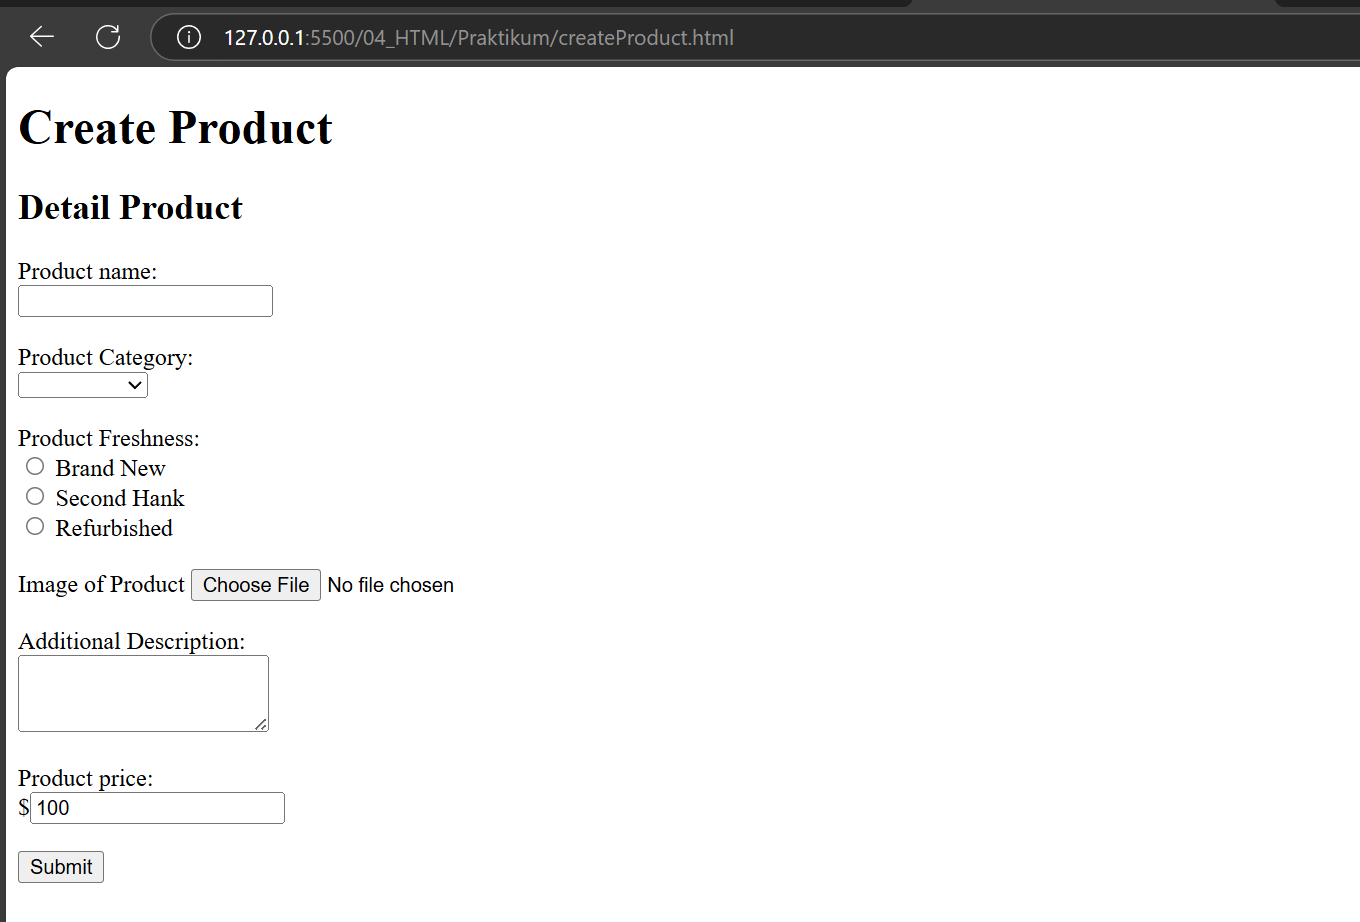 127.0.0.1:5500/04_HTML/Praktikum/createProduct.html
Create Product
Detail Product
Product name:
Product Category:
Product Freshness:
Brand New
Second Hank
Refurbished
Image of Product Choose File No file chosen
Additional Description:
Product price:
$100
Submit